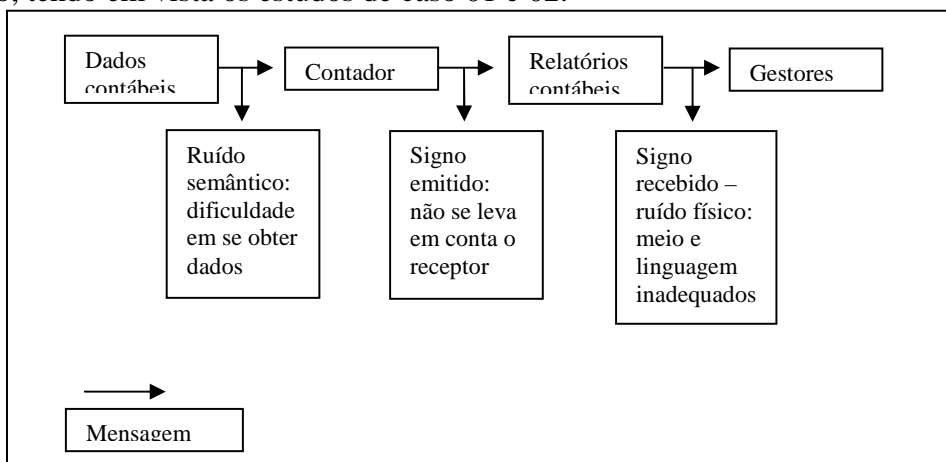 o, tendo em vista os estudos de caso 01 e 02:
Dados
contábeis
Contador
Relatórios
contábeis
Gestores
Ruído
semântico:
dificuldade
em se obter
dados
Signo
emitido:
não se leva
em conta o
receptor
Signo
recebido –
ruído físico:
meio e
linguagem
inadequados
Mensagem